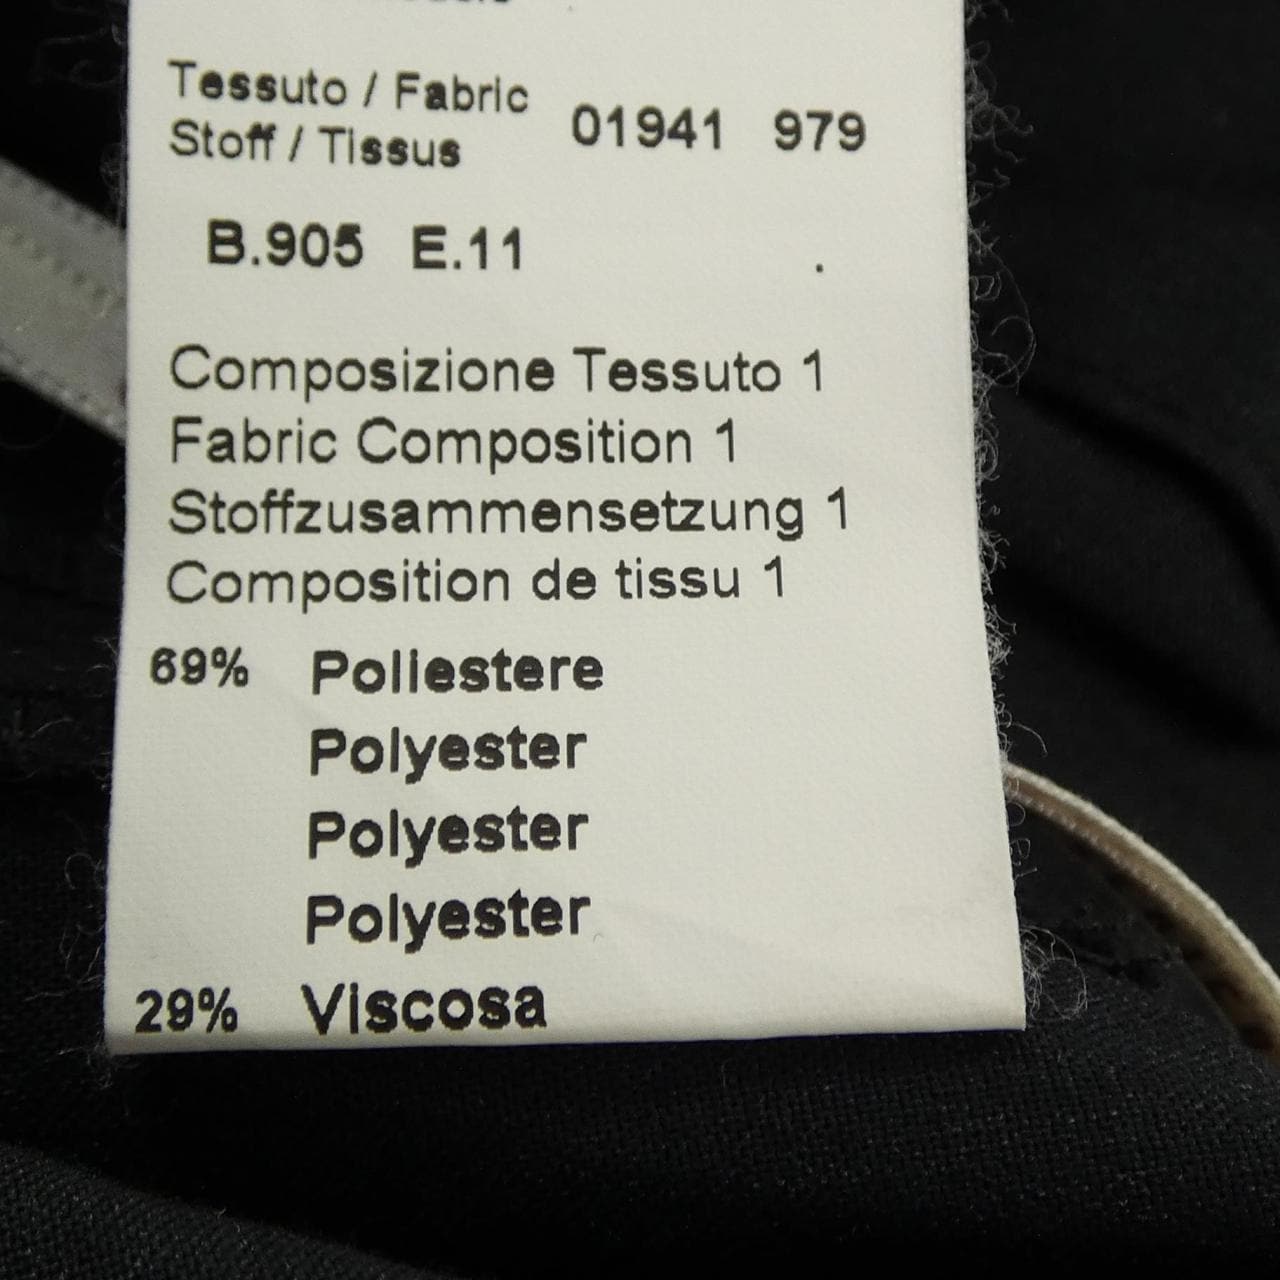 Tessuto / Fabric
Stoff / Tissus
01941 979
B.905 E.11
Composizione Tessuto 1
Fabric Composition 1
Stoffzusammensetzung 1
Composition de tissu 1
69% Poliestere
Polyester
Polyester
Polyester
29% Viscosa